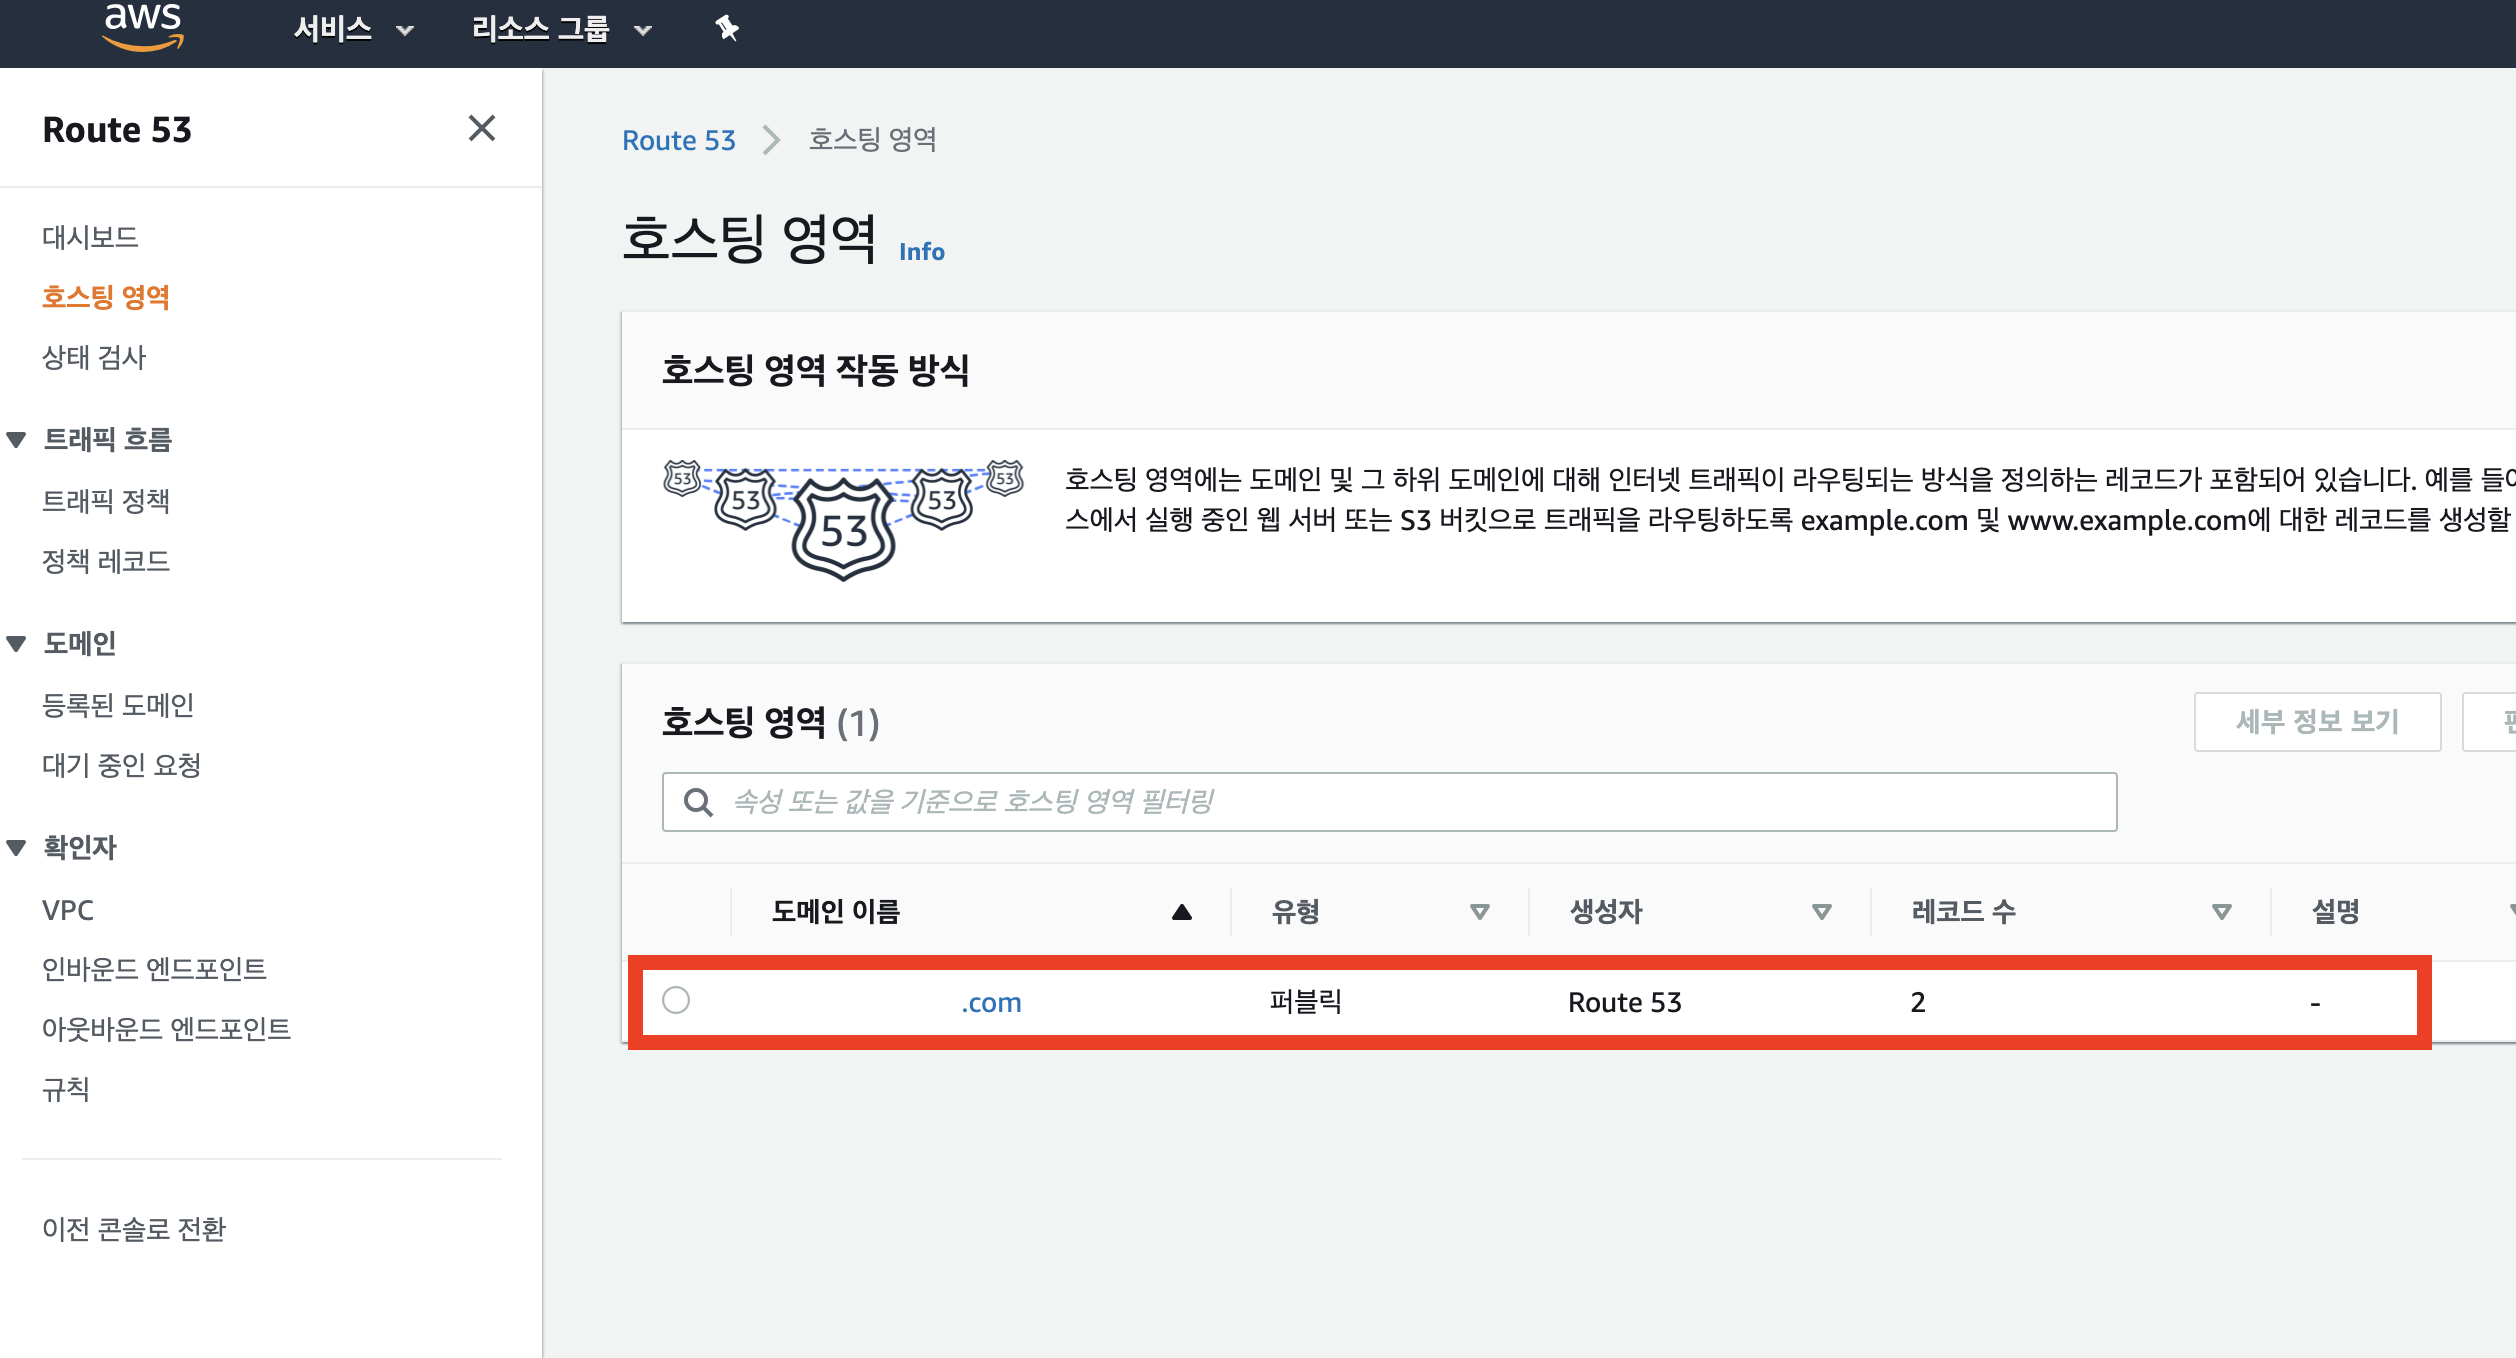 aws
서비스
리소스 그룹
Route 53
대시보드
호스팅 영역
상태 검사
트래픽 흐름
트래픽 정책
정책 레코드
도메인
등록된 도메인
대기 중인 요청
확인자
VPC
인바운드 엔드포인트
아웃바운드 엔드포인트
규칙
이전 콘솔로 전환
Route 53 호스팅 영역
호스팅 영역 Info
호스팅 영역 작동 방식
53 53 53 53 53
호스팅 영역에는 도메인 및 그 하위 도메인에 대해 인터넷 트래픽이 라우팅되는 방식을 정의하는 레코드가 포함되어 있습니다. 예를
스에서 실행 중인 웹 서버 또는 S3 버킷으로 트래픽을 라우팅하도록 example.com 및 www.example.com에 대한 레코드를 생성할
호스팅 영역 (1)
세부 정보 보기
속성 또는 값을 기준으로 호스팅 영역 필터링
도메인 이름 유형 생성자 레코드 수 설명
.com 퍼블릭 Route 53 2 -